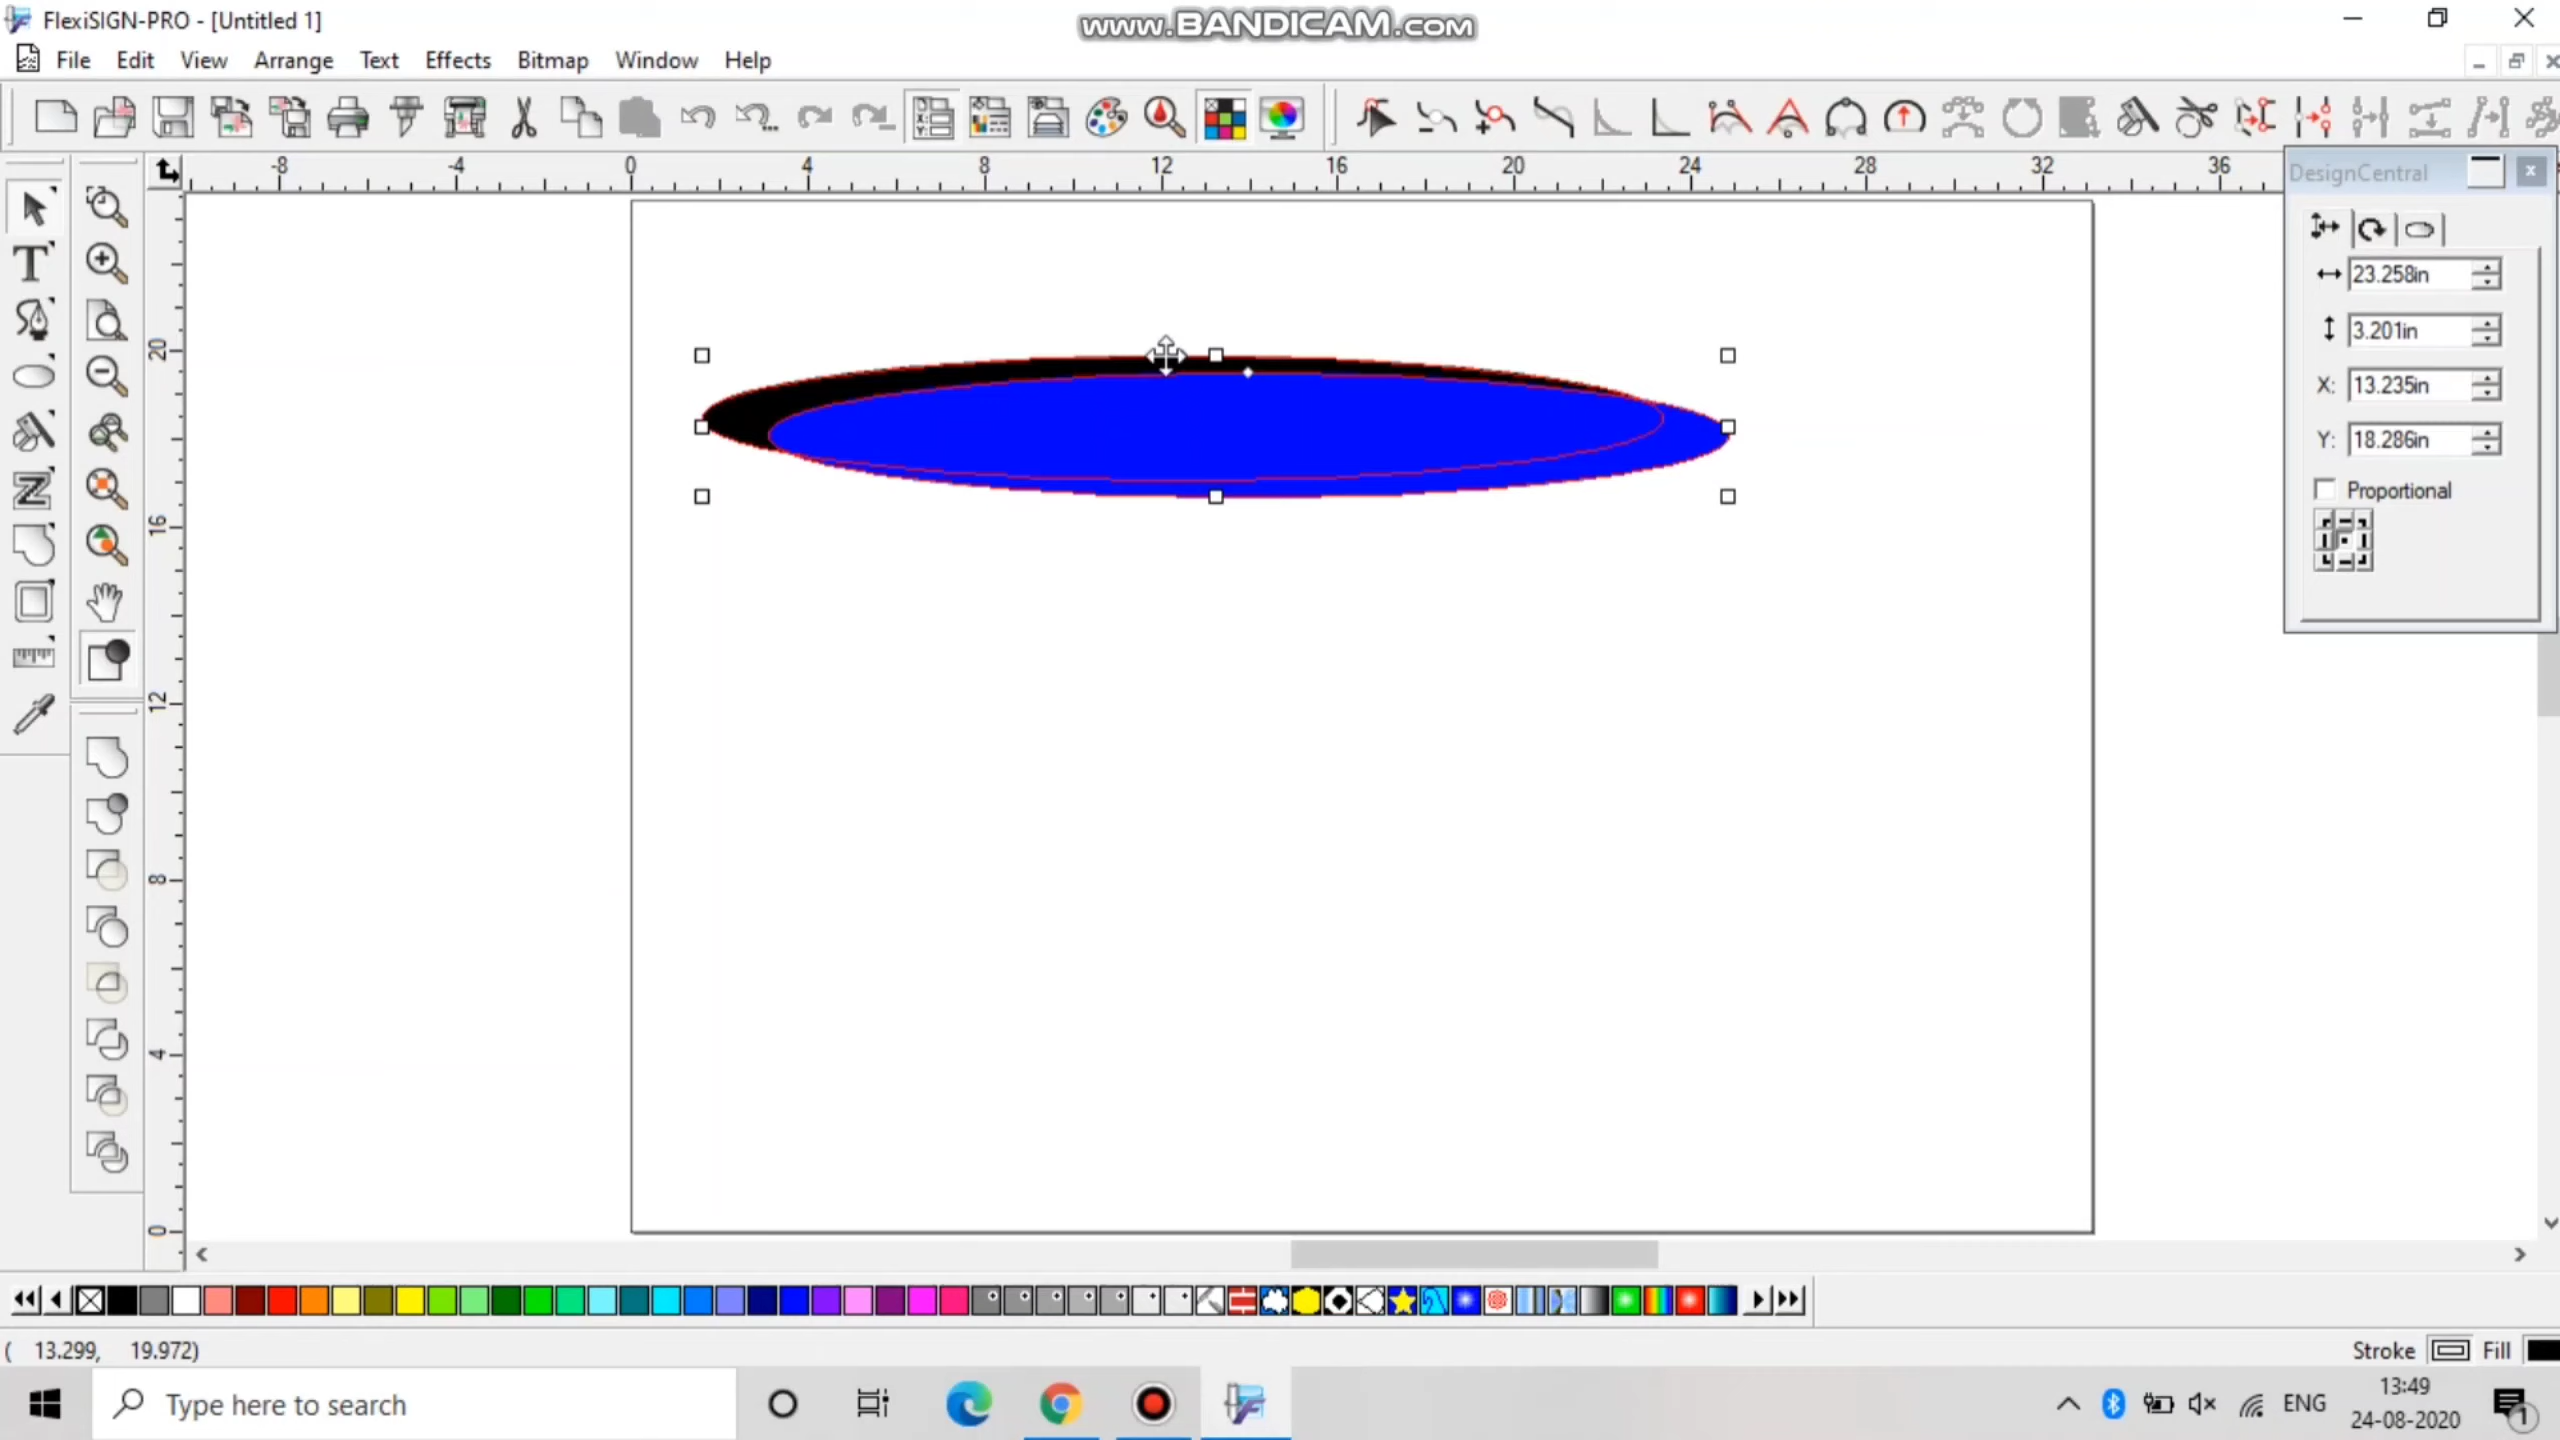 FlexiSIGN-PRO - [Untitled 1]
www.BANDICAM.com
File Edit View Arrange Text Effects Bitmap Window Help
-8 -4 0 4 8 12 16 20 24 28 32 36
DesignCentral
23.258in
3.201in
X: 13.235in
Y: 18.286in
Proportional
20
16
12
8
4
0
( 13.299, 19.972)
Stroke Fill
Type here to search
ENG
13:49
24-08-2020
1